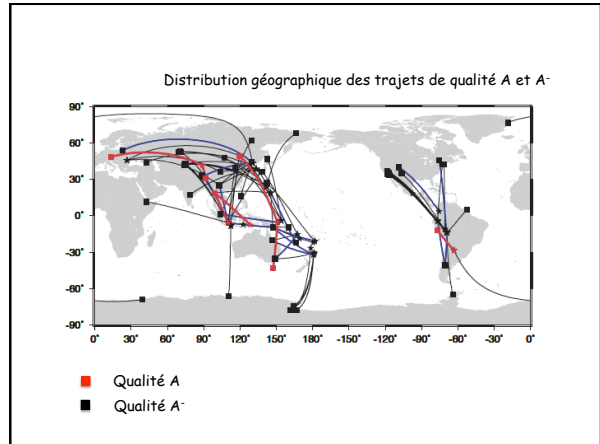 Distribution géographique des trajets de qualité A et A-
90˚
60˚
30˚
0˚
-30˚
-60˚
-90˚
0˚ 30˚ 60˚ 90˚ 120˚ 150˚ 180˚ -150˚ -120˚ -90˚ -60˚ -30˚ 0˚
Qualité A
Qualité A-